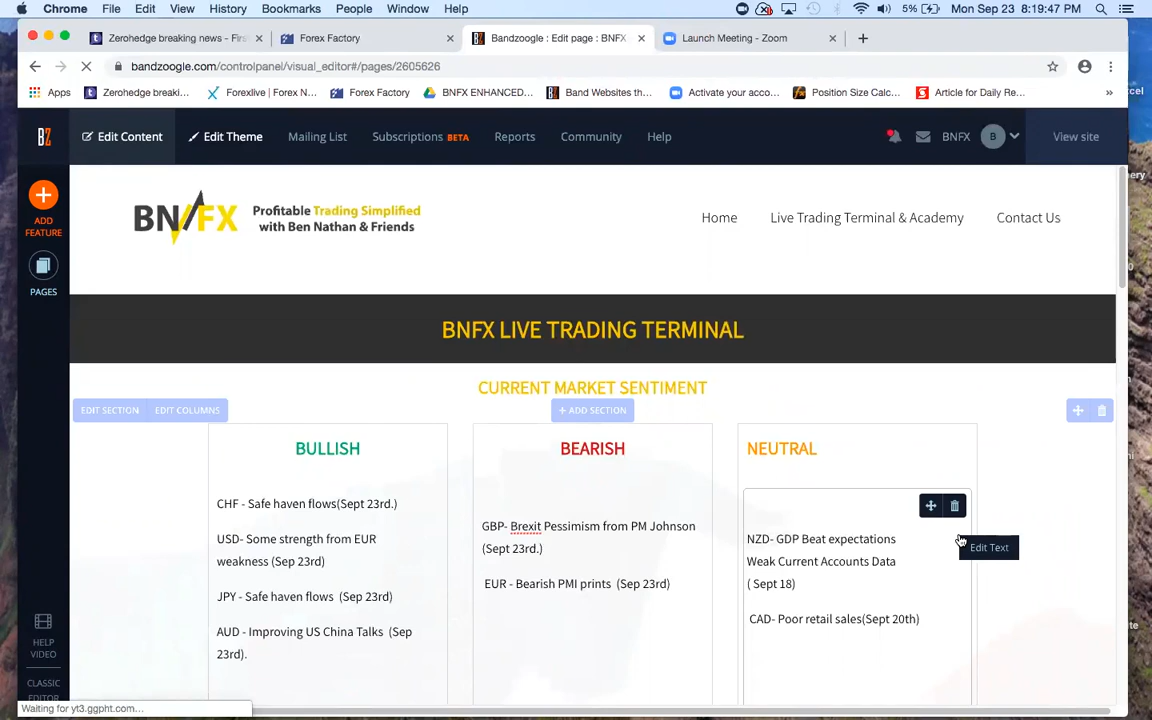 Chrome File Edit View History Bookmarks People Window Help 5% Mon Sep 23 8:19:47 PM
Zerohedge breaking news - Firs
Forex Factory
Bandzoogle : Edit page : BNFX
Launch Meeting - Zoom
bandzoogle.com/controlpanel/visual_editor#/pages/2605626
Apps Zerohedge breaki... Forexlive | Forex N... Forex Factory BNFX ENHANCED... Band Websites th... Activate your acco... Position Size Calc... Article for Daily Re... »
BZ Edit Content Edit Theme Mailing List Subscriptions BETA Reports Community Help BNFX B View site
ADD
FEATURE
PAGES
HELP
VIDEO
CLASSIC
EDITOR
BN/FX
Profitable Trading Simplified
with Ben Nathan & Friends
Home Live Trading Terminal & Academy Contact Us
BNFX LIVE TRADING TERMINAL
CURRENT MARKET SENTIMENT
EDIT SECTION EDIT COLUMNS + ADD SECTION
BULLISH
CHF - Safe haven flows(Sept 23rd.)
USD- Some strength from EUR
weakness (Sep 23rd)
JPY - Safe haven flows (Sep 23rd)
AUD - Improving US China Talks (Sep
23rd).
BEARISH
GBP- Brexit Pessimism from PM Johnson
(Sept 23rd.)
EUR - Bearish PMI prints (Sep 23rd)
NEUTRAL
NZD- GDP Beat expectations
Weak Current Accounts Data
( Sept 18)
CAD- Poor retail sales(Sept 20th)
Edit Text
Waiting for yt3.ggpht.com...